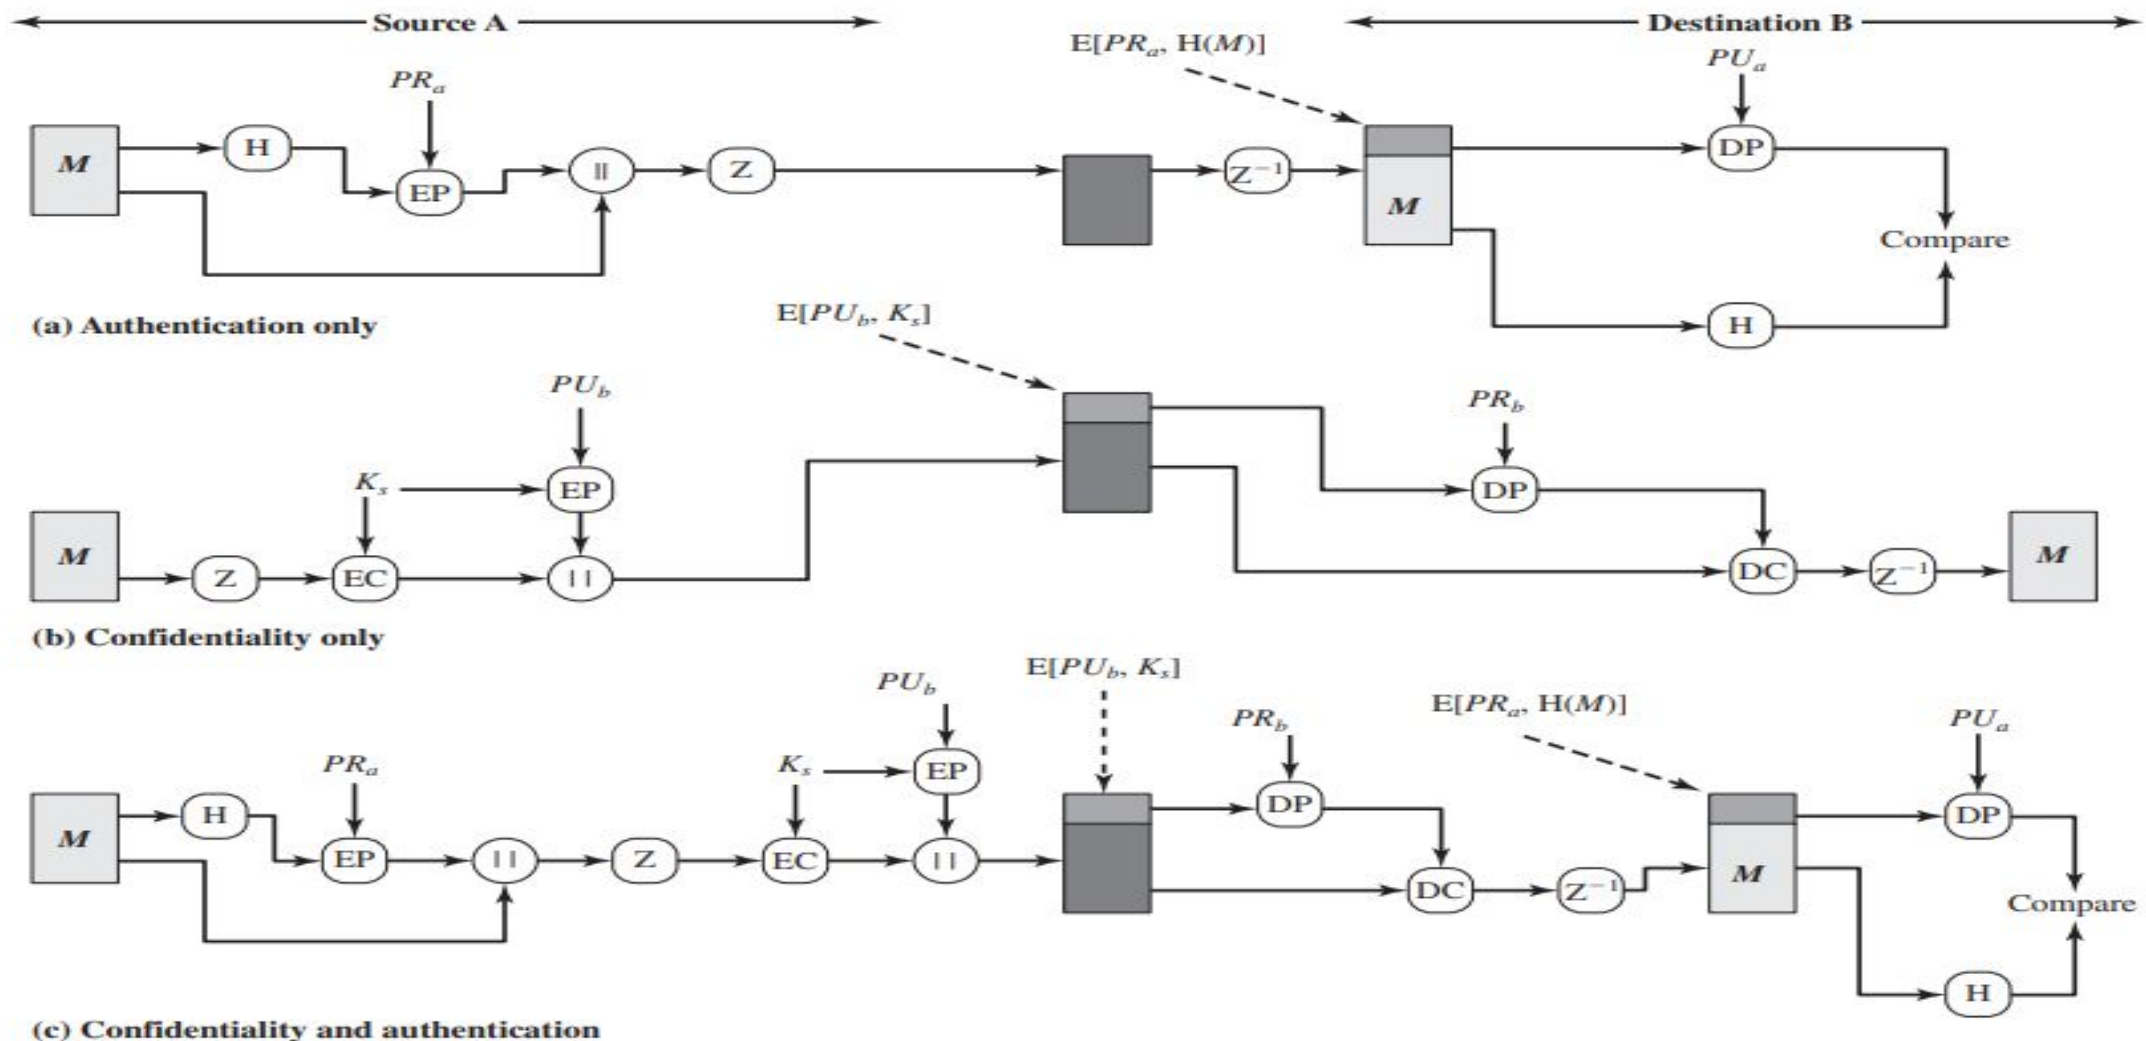 Source A
Destination B
E[PRa, H(M)]
PUa
PRa
M
H
EP
||
Z
Z−1
M
DP
Compare
H
(a) Authentication only
E[PUb, Ks]
PUb
PRb
Ks
EP
DP
M
Z
EC
||
DC
Z−1
M
(b) Confidentiality only
E[PUb, Ks]
PUb
E[PRa, H(M)]
PRb
PUa
PRa
Ks
EP
DP
DP
M
H
EP
||
Z
EC
||
DC
Z−1
M
Compare
H
(c) Confidentiality and authentication